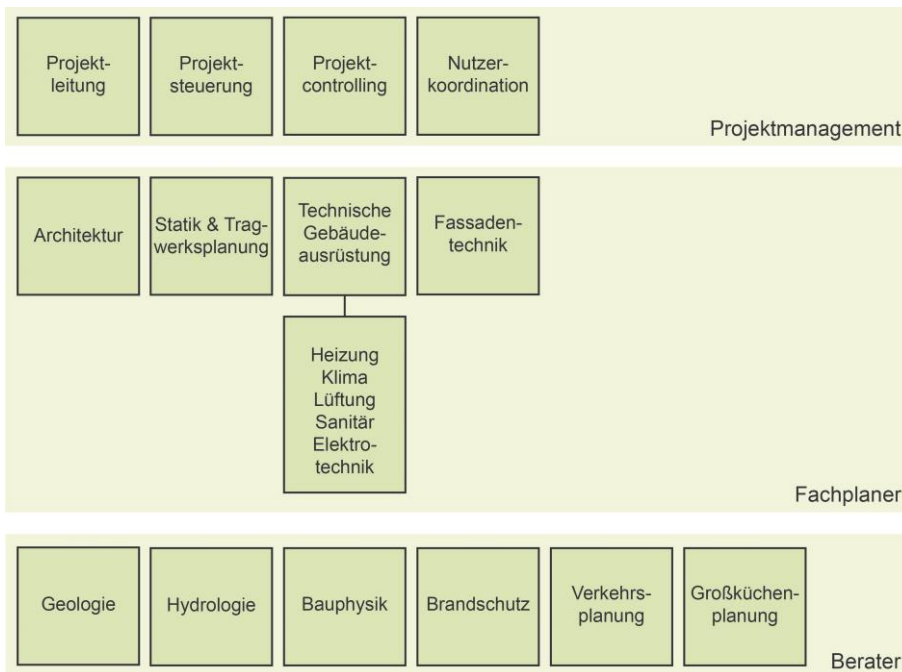 Projekt-
leitung
Projekt-
steuerung
Projekt-
controlling
Nutzer-
koordination
Projektmanagement
Architektur
Statik & Trag-
werksplanung
Technische
Gebäude-
ausrüstung
Fassaden-
technik
Heizung
Klima
Lüftung
Sanitär
Elektro-
technik
Fachplaner
Geologie
Hydrologie
Bauphysik
Brandschutz
Verkehrs-
planung
Großküchen-
planung
Berater